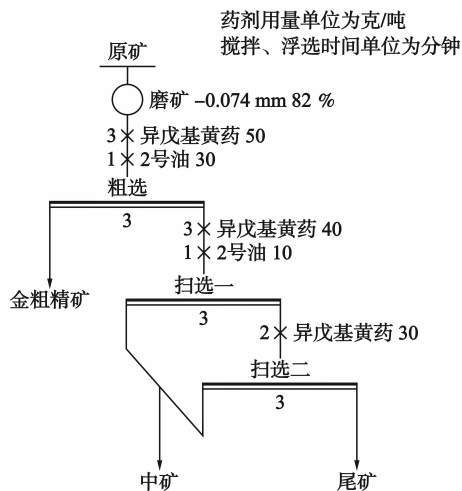 药剂用量单位为克/吨
搅拌、浮选时间单位为分钟
原矿
磨矿 -0.074 mm 82 %
3 异戊基黄药 50
1 2号油 30
粗选
3
3 异戊基黄药 40
1 2号油 10
金粗精矿
扫选一
3
2 异戊基黄药 30
扫选二
3
中矿
尾矿